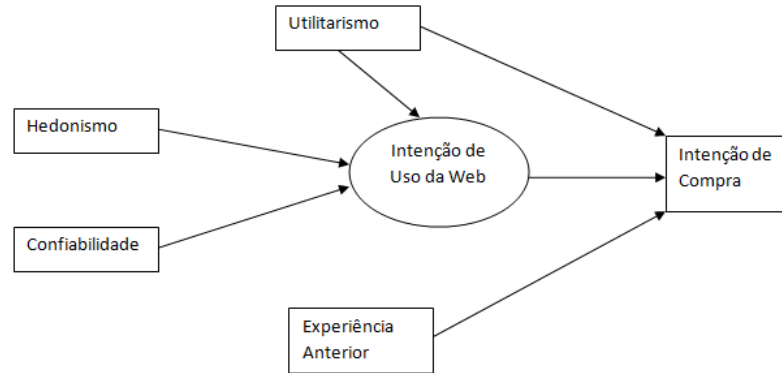 Utilitarismo
Hedonismo
Intenção de
Uso da Web
Intenção de
Compra
Confiabilidade
Experiência
Anterior